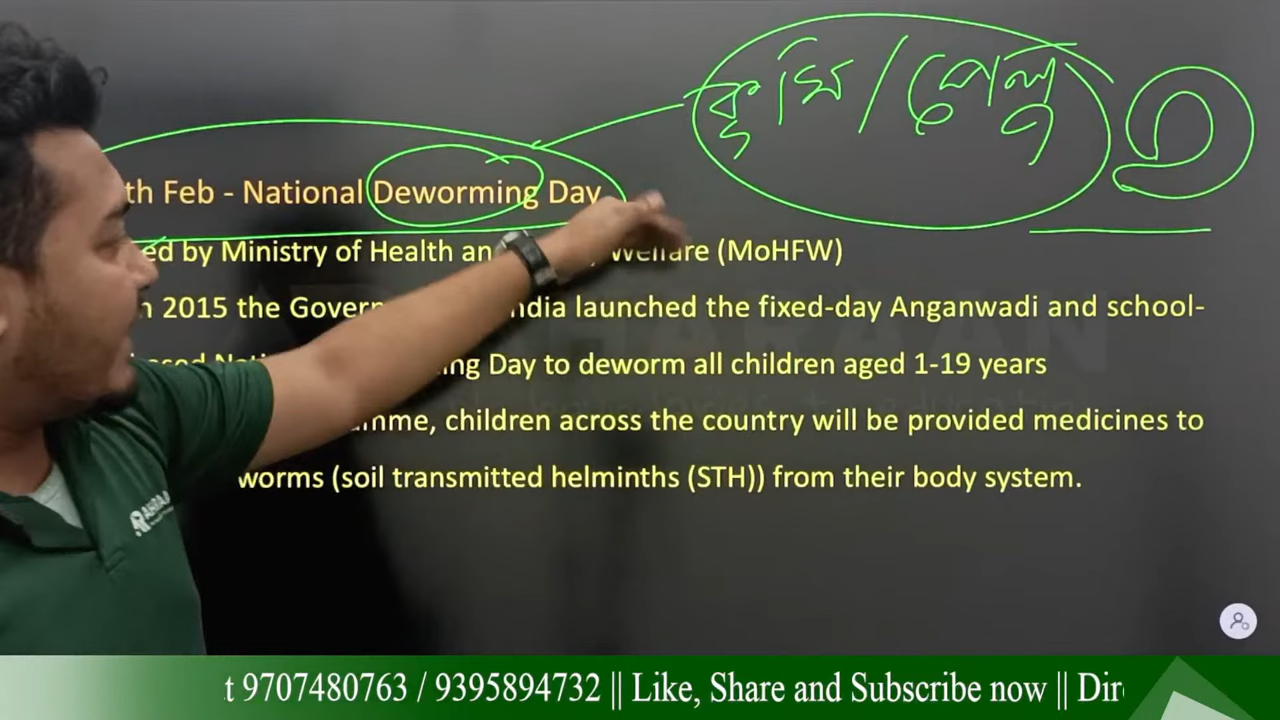 কৃমি / পেলু
th Feb - National Deworming Day
ed by Ministry of Health an Welfare (MoHFW)
n 2015 the Gover ndia launched the fixed-day Anganwadi and school-
ing Day to deworm all children aged 1-19 years
amme, children across the country will be provided medicines to
worms (soil transmitted helminths (STH)) from their body system.
t 9707480763 / 9395894732 || Like, Share and Subscribe now || Dire